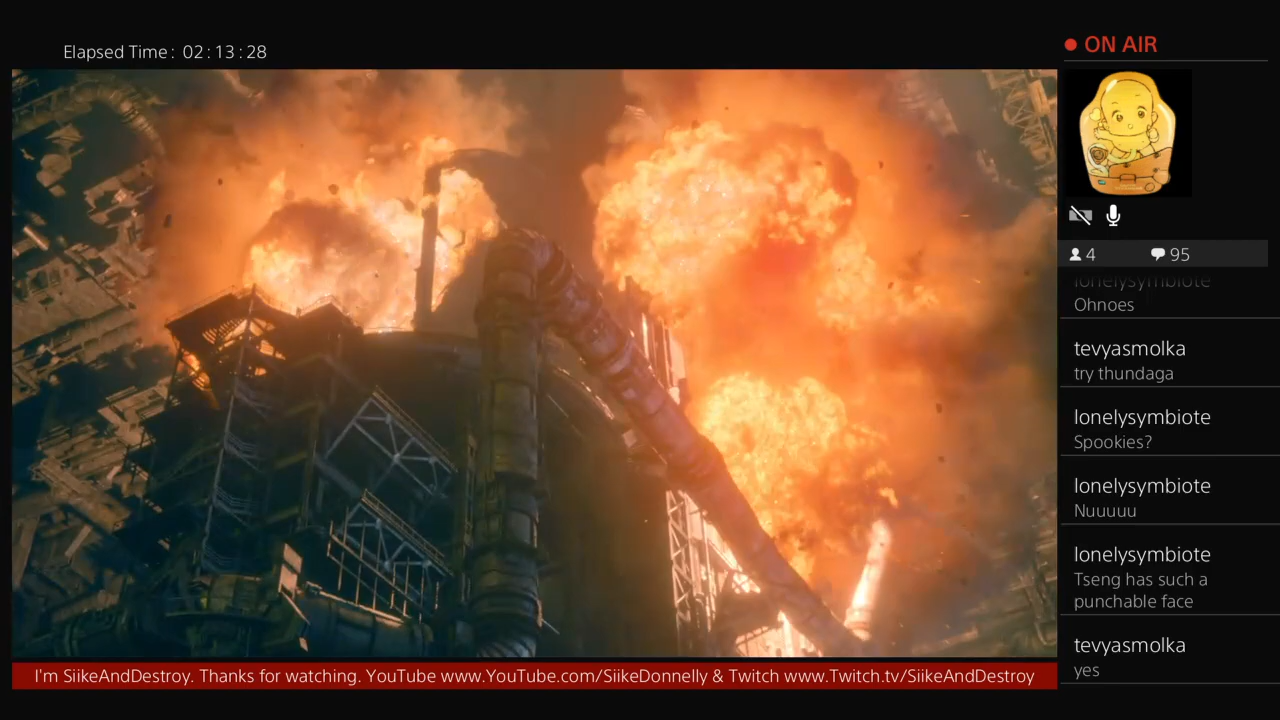 Elapsed Time: 02:13:28
ON AIR
4
95
lonelysymbiote
Ohnoes
tevyasmolka
try thundaga
lonelysymbiote
Spookies?
lonelysymbiote
Nuuuuu
lonelysymbiote
Tseng has such a
punchable face
tevyasmolka
yes
I'm SiikeAndDestroy. Thanks for watching. YouTube www.YouTube.com/SiikeDonnelly & Twitch www.Twitch.tv/SiikeAndDestroy